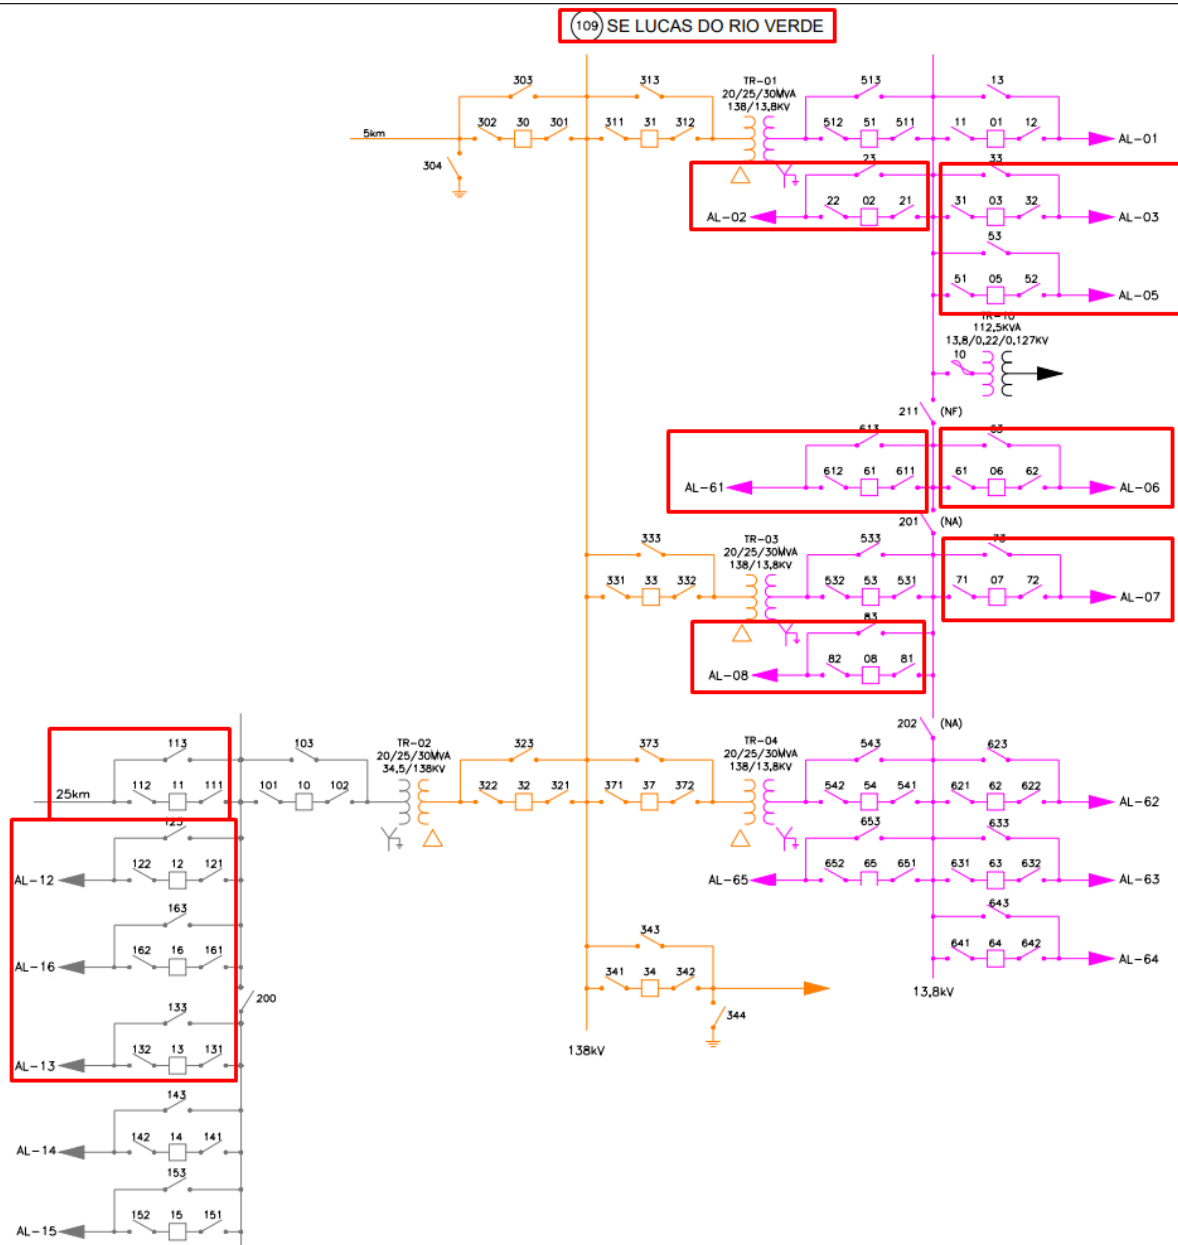 109 SE LUCAS DO RIO VERDE
303 313 TR-01 513 13
20/25/30MVA
138/13,8KV
302 30 301 311 31 312 512 51 511 11 01 12
5km AL-01
304 23 33
22 02 21 31 03 32
AL-02 AL-03
53
51 05 52
AL-05
TR-10
112,5KVA
13,8/0,22/0,127KV
10
211 (NF)
613 63
612 61 611 61 06 62
AL-61 AL-06
201 (NA)
333 TR-03 533 73
20/25/30MVA
138/13,8KV
331 33 332 532 53 531 71 07 72
AL-07
83
82 08 81
AL-08
202 (NA)
113 103 TR-02 323 373 TR-04 543 623
20/25/30MVA 20/25/30MVA
34,5/138KV 138/13,8KV
25km 112 11 111 101 10 102 322 32 321 371 37 372 542 54 541 621 62 622
AL-62
123 653 633
122 12 121 652 65 651 631 63 632
AL-12 AL-65 AL-63
163 643
343
162 16 161 641 64 642
AL-16 AL-64
341 34 342
13,8kV
200
133 344
132 13 131 138kV
AL-13
143
142 14 141
AL-14
153
152 15 151
AL-15